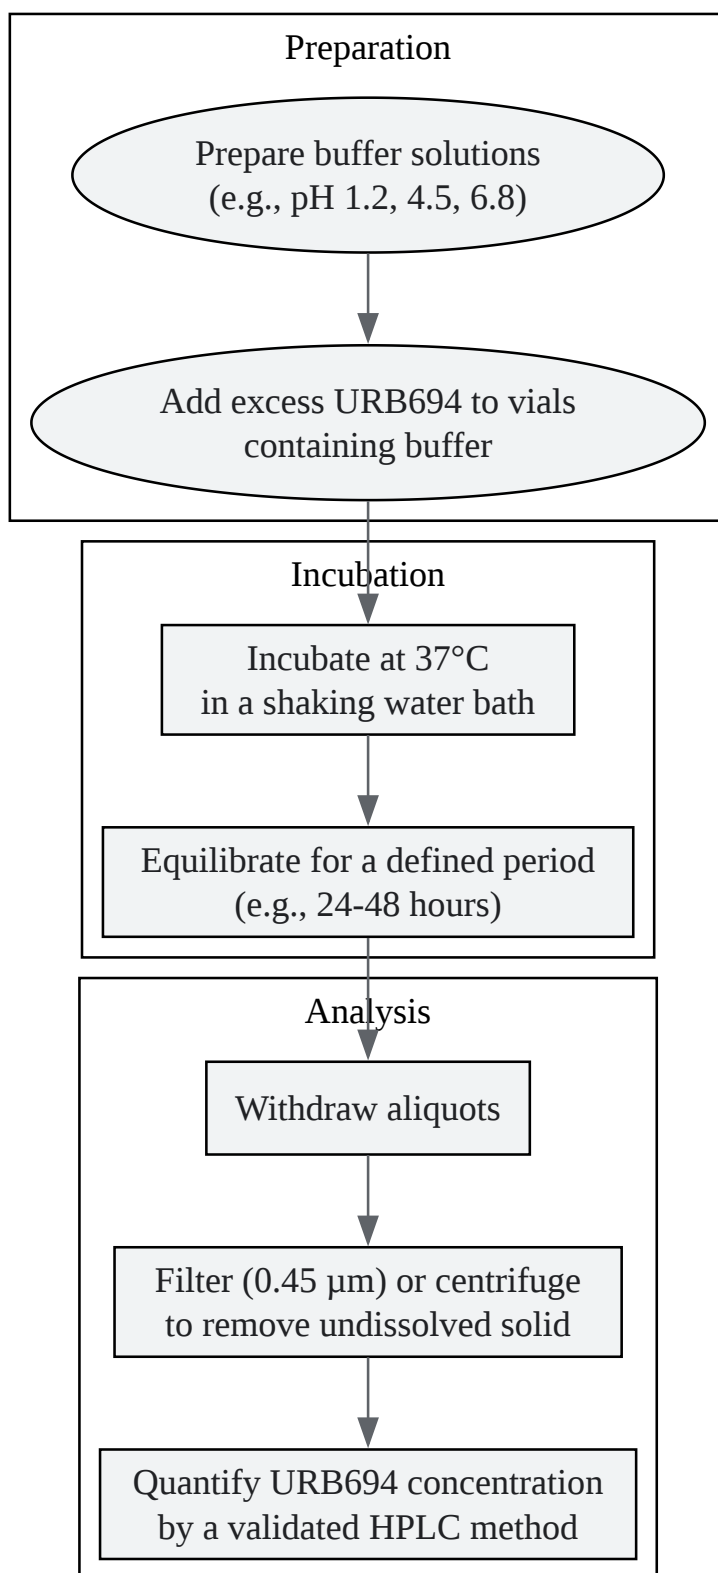 Preparation
Prepare buffer solutions
(e.g., pH 1.2, 4.5, 6.8)
Add excess URB694 to vials
containing buffer
Incubation
Incubate at 37°C
in a shaking water bath
Equilibrate for a defined period
(e.g., 24-48 hours)
Analysis
Withdraw aliquots
Filter (0.45 µm) or centrifuge
to remove undissolved solid
Quantify URB694 concentration
by a validated HPLC method